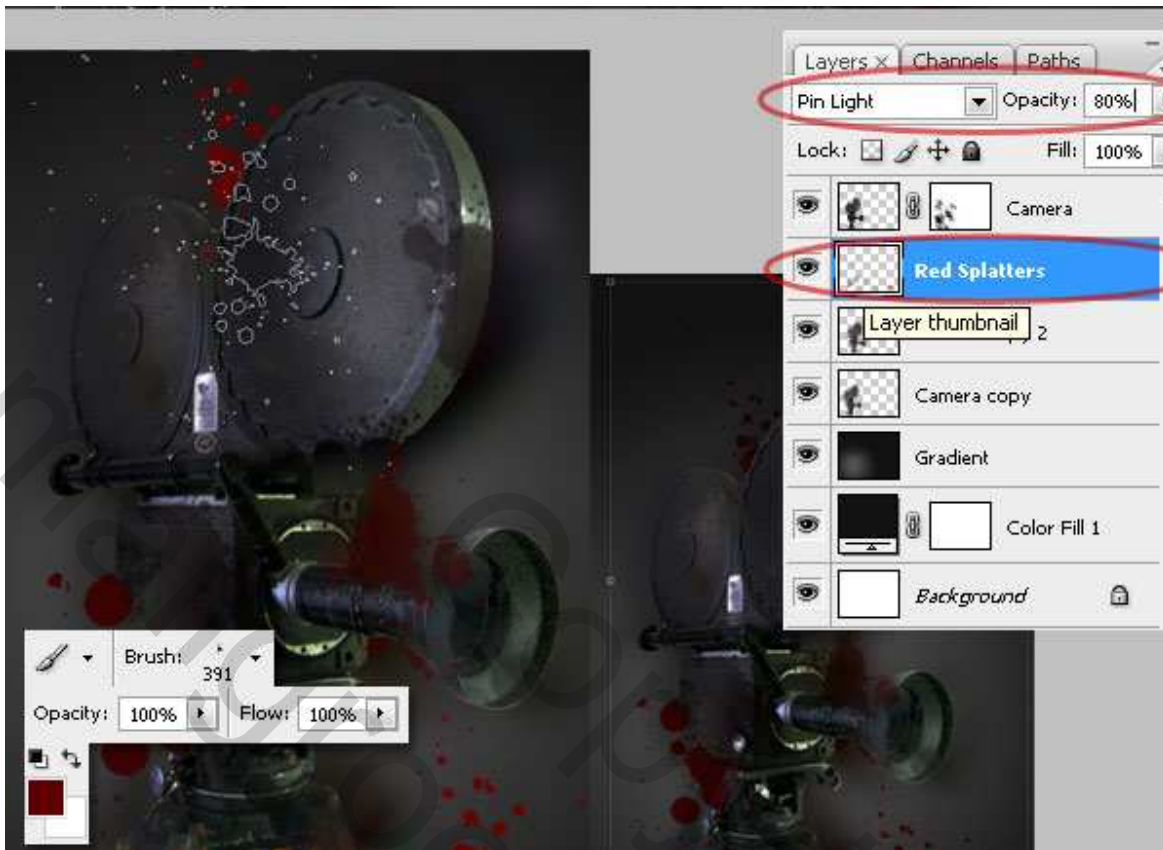 Layers x Channels Paths
Pin Light Opacity: 80%
Lock: Fill: 100%
Camera
Red Splatters
Layer thumbnail 2
Camera copy
Gradient
Color Fill 1
Background
Brush: 391
Opacity: 100% Flow: 100%